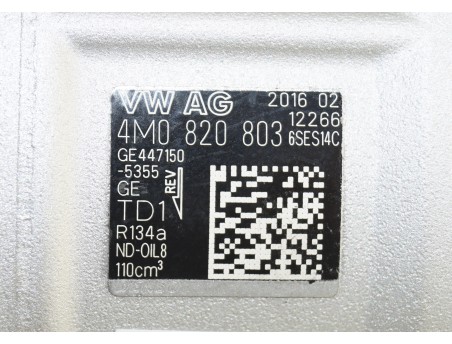 VW AG 2016 02
12266
4M0 820 803 6SES14C
GE447150
-5355
GE REV
TD1
R134a
ND-OIL8
110cm³